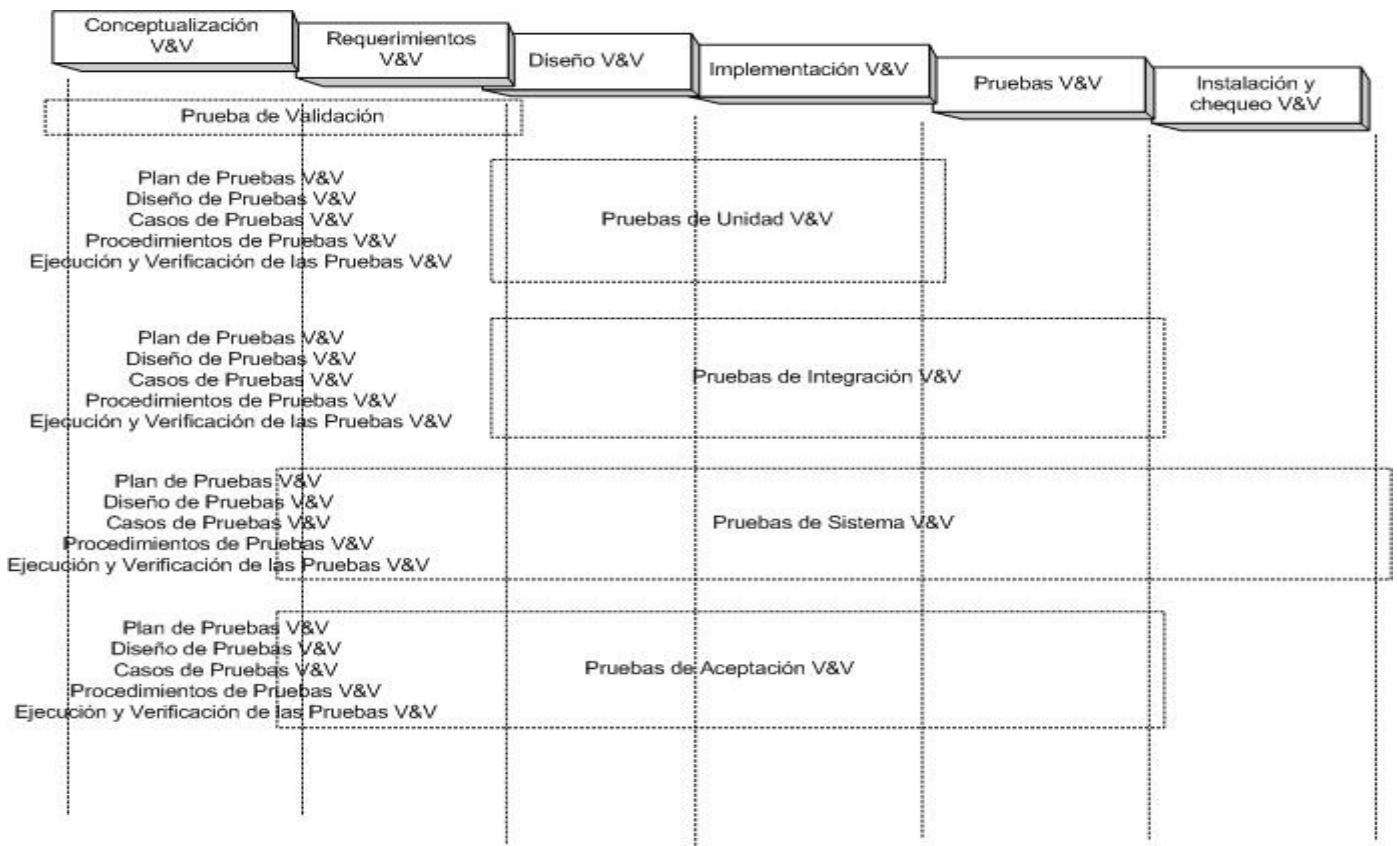 Conceptualización
V&V
Requerimientos
V&V
Diseño V&V
Implementación V&V
Pruebas V&V
Instalación y
chequeo V&V
Prueba de Validación
Plan de Pruebas V&V
Diseño de Pruebas V&V
Casos de Pruebas V&V
Procedimientos de Pruebas V&V
Ejecución y Verificación de las Pruebas V&V
Pruebas de Unidad V&V
Plan de Pruebas V&V
Diseño de Pruebas V&V
Casos de Pruebas V&V
Procedimientos de Pruebas V&V
Ejecución y Verificación de las Pruebas V&V
Pruebas de Integración V&V
Plan de Pruebas V&V
Diseño de Pruebas V&V
Casos de Pruebas V&V
Procedimientos de Pruebas V&V
Ejecución y Verificación de las Pruebas V&V
Pruebas de Sistema V&V
Plan de Pruebas V&V
Diseño de Pruebas V&V
Casos de Pruebas V&V
Procedimientos de Pruebas V&V
Ejecución y Verificación de las Pruebas V&V
Pruebas de Aceptación V&V